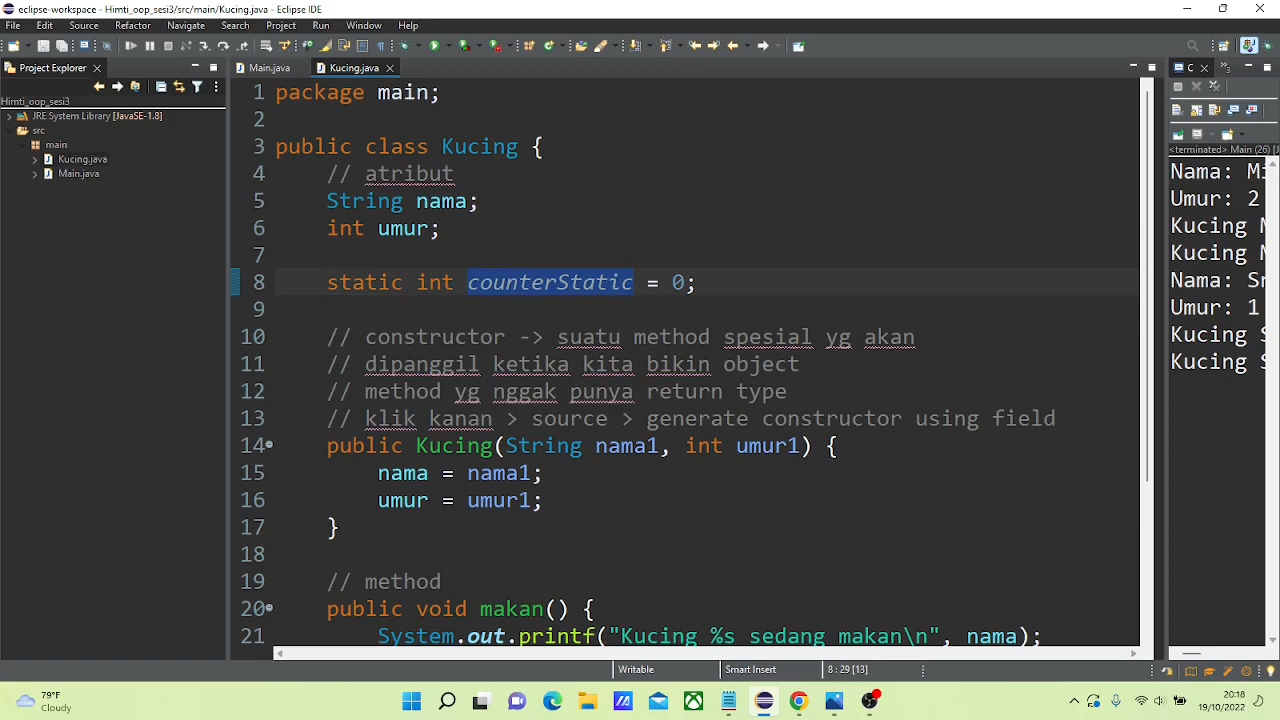 eclipse-workspace - Himti_oop_sesi3/src/main/Kucing.java - Eclipse IDE
File Edit Source Refactor Navigate Search Project Run Window Help
Project Explorer
Main.java
Kucing.java
C
Himti_oop_sesi3
JRE System Library [JavaSE-1.8]
src
main
Kucing.java
Main.java
1 package main;
2
3 public class Kucing {
4 // atribut
5 String nama;
6 int umur;
7
8 static int counterStatic = 0;
9
10 // constructor -> suatu method spesial yg akan
11 // dipanggil ketika kita bikin object
12 // method yg nggak punya return type
13 // klik kanan > source > generate constructor using field
14 public Kucing(String nama1, int umur1) {
15 nama = nama1;
16 umur = umur1;
17 }
18
19 // method
20 public void makan() {
21 System.out.printf("Kucing %s sedang makan\n", nama);
<terminated> Main (26) [J
Nama: Mi
Umur: 2
Kucing
Kucing
Nama: Sn
Umur: 1
Kucing S
Kucing S
Writable
Smart Insert
8 : 29 [13]
79°F
Cloudy
20:18
19/10/2022